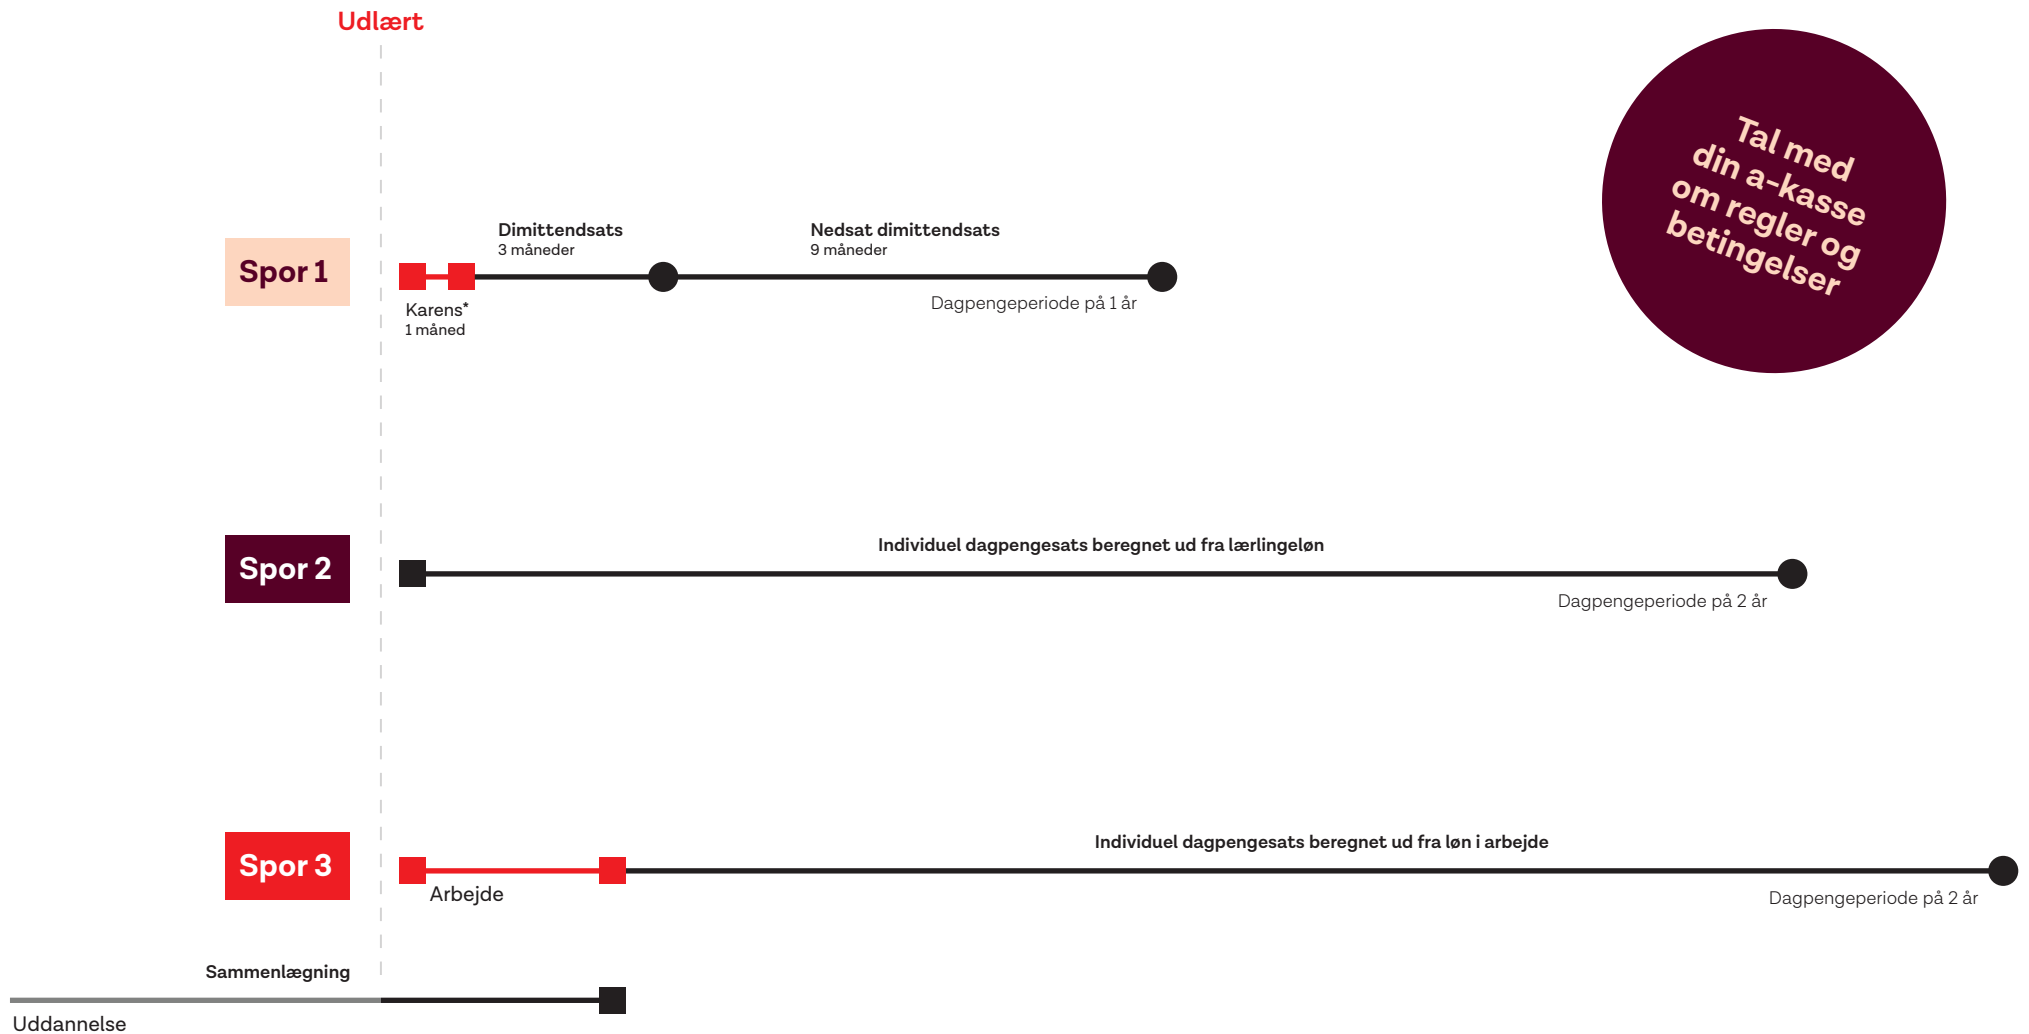 Udlært
Tal med
din a-kasse
om regler og
betingelser
Spor 1
Dimittendsats
3 måneder
Nedsat dimittendsats
9 måneder
Karens*
1 måned
Dagpengeperiode på 1 år
Spor 2
Individuel dagpengesats beregnet ud fra lærlingeløn
Dagpengeperiode på 2 år
Spor 3
Individuel dagpengesats beregnet ud fra løn i arbejde
Arbejde
Dagpengeperiode på 2 år
Sammenlægning
Uddannelse